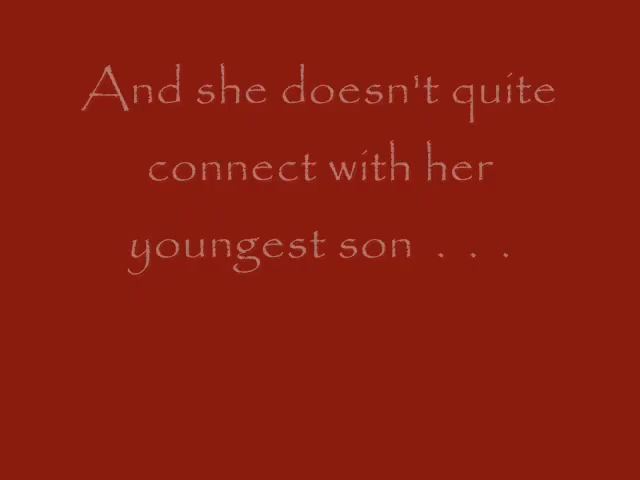 And she doesn't quite
connect with her
youngest son . . .